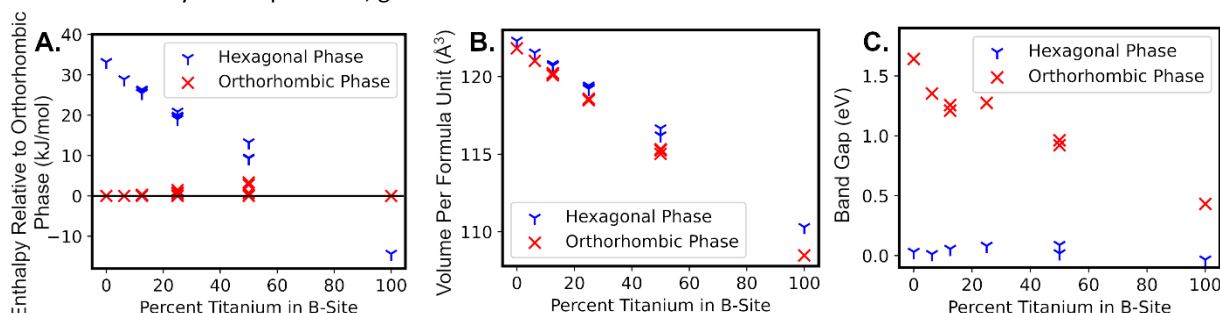 A.
Enthalpy Relative to Orthorhombic
Phase (kJ/mol)
40
30
20
10
0
−10
Hexagonal Phase
Orthorhombic Phase
0 20 40 60 80 100
Percent Titanium in B-Site
B.
Volume Per Formula Unit (Å³)
120
115
110
Hexagonal Phase
Orthorhombic Phase
0 20 40 60 80 100
Percent Titanium in B-Site
C.
Band Gap (eV)
1.5
1.0
0.5
0.0
Hexagonal Phase
Orthorhombic Phase
0 20 40 60 80 100
Percent Titanium in B-Site